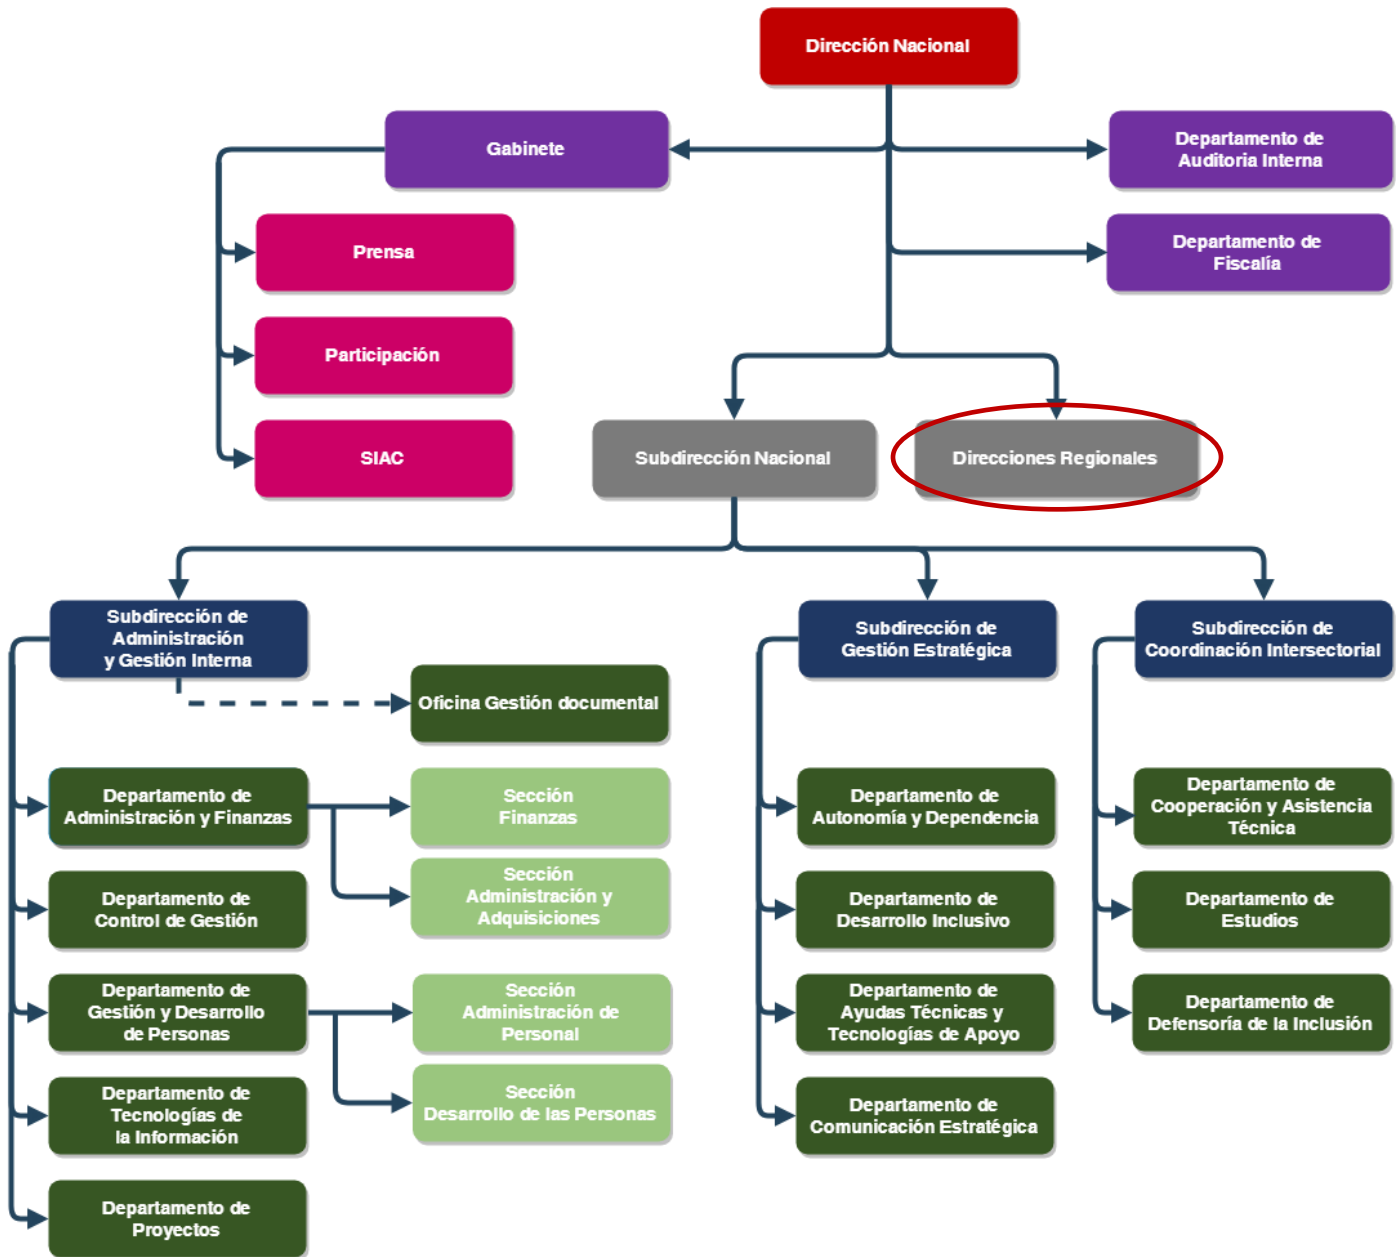 Dirección Nacional
Gabinete
Departamento de
Auditoria Interna
Prensa
Departamento de
Fiscalía
Participación
SIAC
Subdirección Nacional
Direcciones Regionales
Subdirección de
Administración
y Gestión Interna
Subdirección de
Gestión Estratégica
Subdirección de
Coordinación Intersectorial
Oficina Gestión documental
Departamento de
Administración y Finanzas
Sección
Finanzas
Departamento de
Autonomía y Dependencia
Departamento de
Cooperación y Asistencia
Técnica
Sección
Administración y
Adquisiciones
Departamento de
Control de Gestión
Departamento de
Desarrollo Inclusivo
Departamento de
Estudios
Departamento de
Gestión y Desarrollo
de Personas
Sección
Administración de
Personal
Departamento de
Ayudas Técnicas y
Tecnologías de Apoyo
Departamento de
Defensoría de la Inclusión
Sección
Desarrollo de las Personas
Departamento de
Tecnologías de
la Información
Departamento de
Comunicación Estratégica
Departamento de
Proyectos